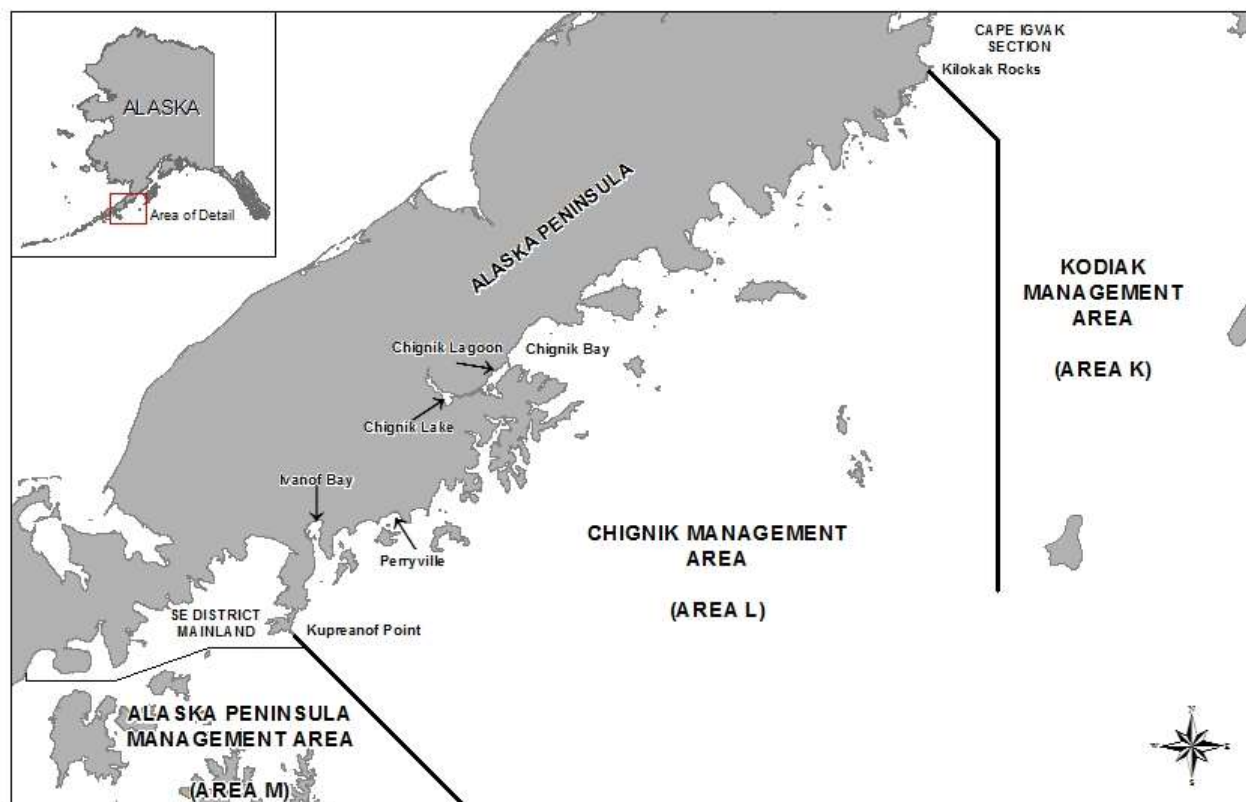 ALASKA
Area of Detail
CAPE IGVAK
SECTION
Kilokak Rocks
ALASKA PENINSULA
KODIAK
MANAGEMENT
AREA
(AREA K)
Chignik Lagoon
Chignik Bay
Chignik Lake
Ivanof Bay
Perryville
CHIGNIK MANAGEMENT
AREA
(AREA L)
SE DISTRICT
MAINLAND
Kupreanof Point
ALASKA PENINSULA
MANAGEMENT AREA
(AREA M)
N
W
E
S